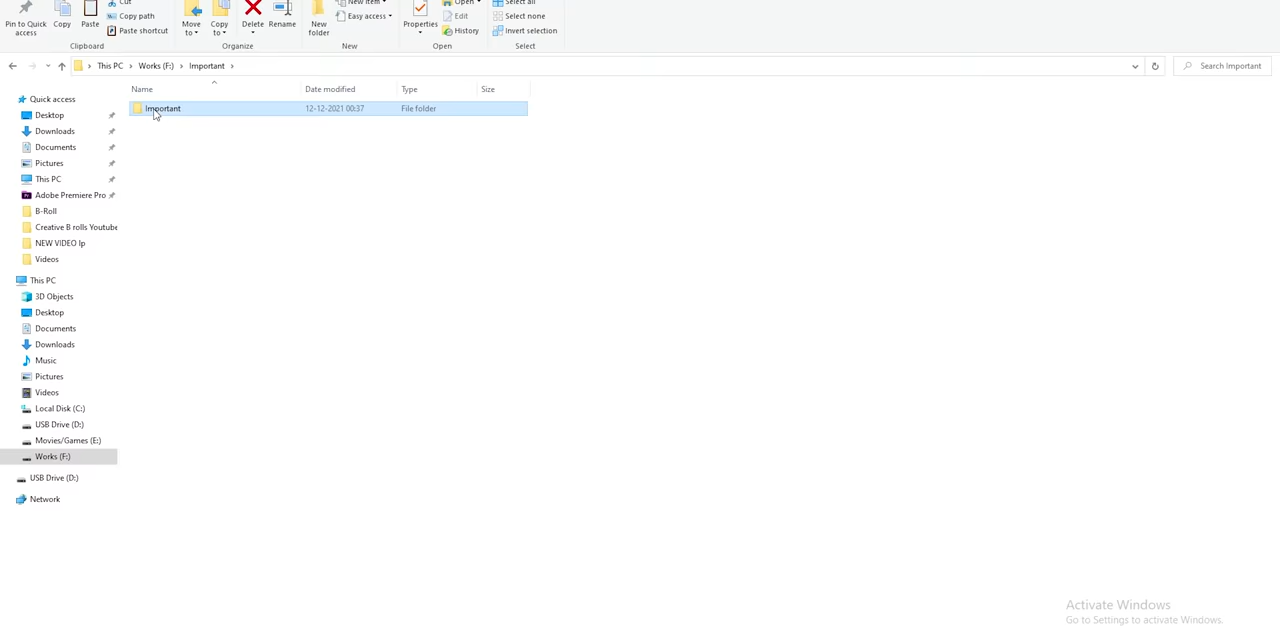 Pin to Quick access
Copy
Paste
Cut
Copy path
Paste shortcut
Clipboard
Move to
Copy to
Delete
Rename
Organize
New folder
New item
Easy access
New
Properties
Open
Edit
History
Open
Select all
Select none
Invert selection
Select
This PC › Works (F:) › Important ›
Search Important
Name Date modified Type Size
Important 12-12-2021 00:37 File folder
Quick access
Desktop
Downloads
Documents
Pictures
This PC
Adobe Premiere Pro
B-Roll
Creative B rolls Youtube
NEW VIDEO Ip
Videos
This PC
3D Objects
Desktop
Documents
Downloads
Music
Pictures
Videos
Local Disk (C:)
USB Drive (D:)
Movies/Games (E:)
Works (F:)
USB Drive (D:)
Network
Activate Windows
Go to Settings to activate Windows.